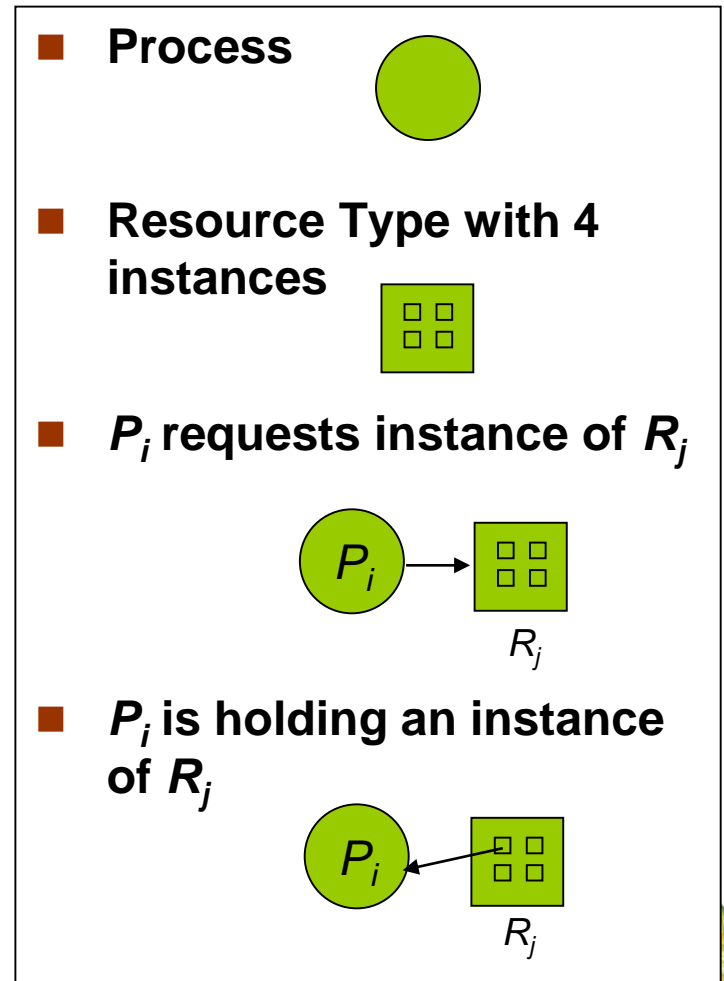 Process
Resource Type with 4
instances
Pi requests instance of Rj
Pi
Rj
Pi is holding an instance
of Rj
Pi
Rj